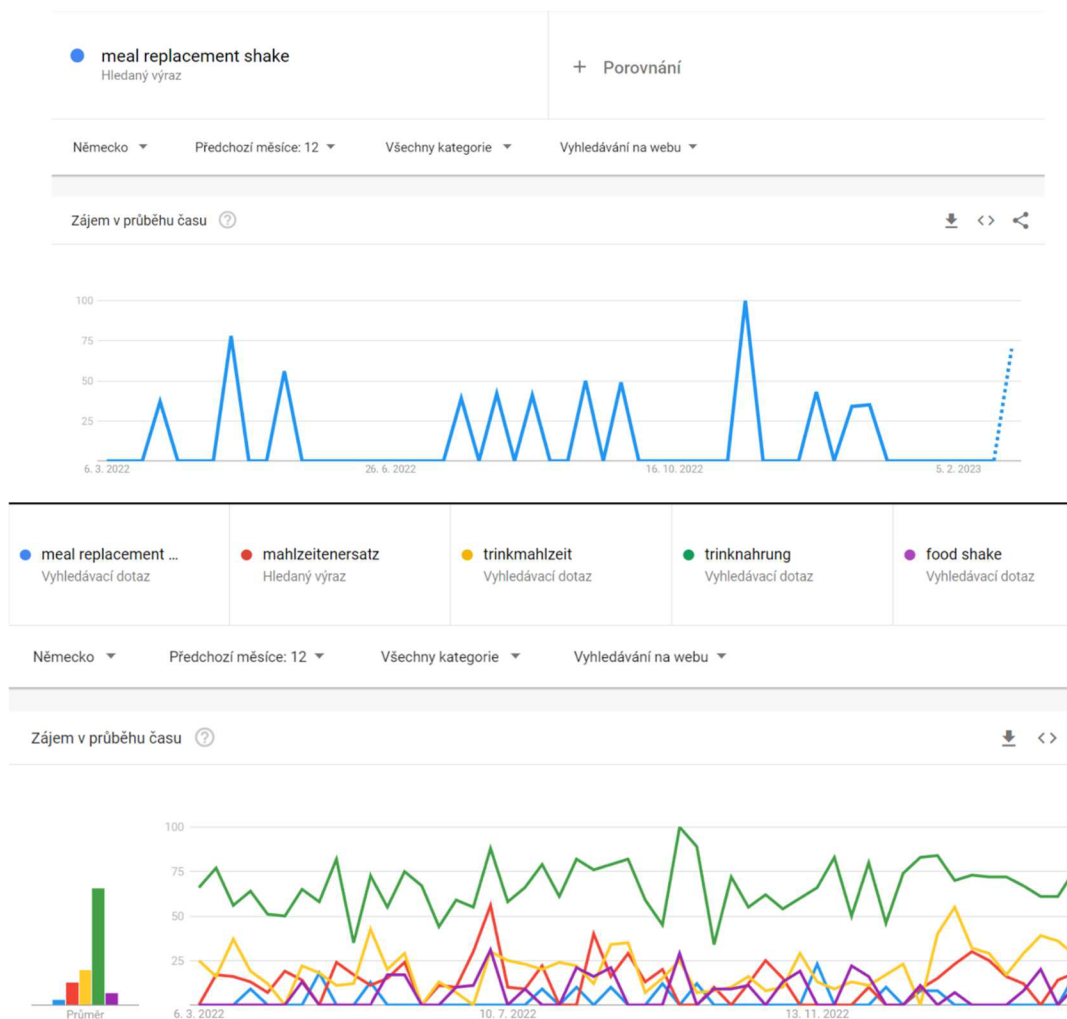 meal replacement shake
Hledaný výraz
+ Porovnání
Německo Předchozí měsíce: 12 Všechny kategorie Vyhledávání na webu
Zájem v průběhu času ?
100
75
50
25
6. 3. 2022 26. 6. 2022 16. 10. 2022 5. 2. 2023
meal replacement ... mahlzeitenersatz trinkmahlzeit trinknahrung food shake
Vyhledávací dotaz Hledaný výraz Vyhledávací dotaz Vyhledávací dotaz Vyhledávací dotaz
Německo Předchozí měsíce: 12 Všechny kategorie Vyhledávání na webu
Zájem v průběhu času ?
100
75
50
25
Průměr 6. 3. 2022 10. 7. 2022 13. 11. 2022